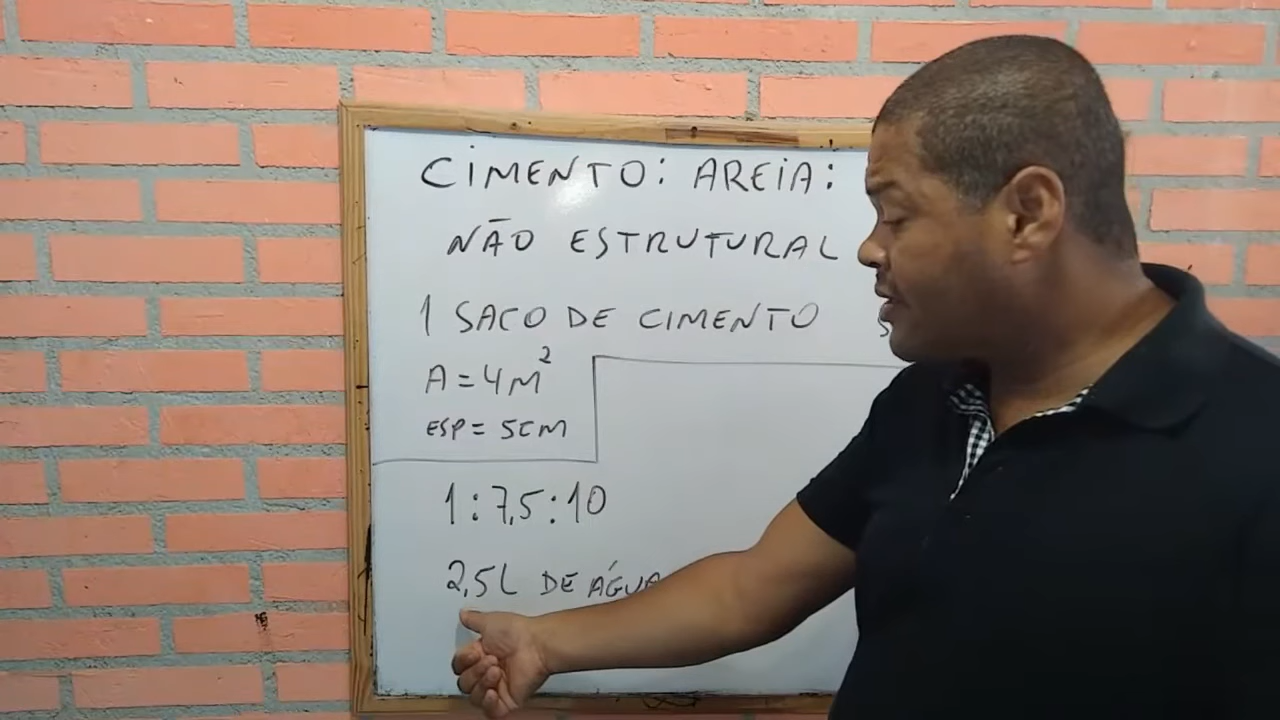 CIMENTO: AREIA:
NÃO ESTRUTURAL
1 SACO DE CIMENTO
A = 4M²
ESP = 5CM
1:7,5:10
2,5L DE ÁGUA